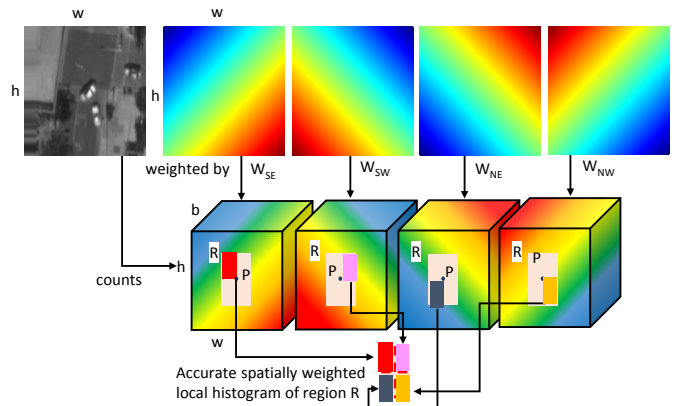 w
w
h
h
weighted by
W_SE
W_SW
W_NE
W_NW
b
h
counts
R
P
R
P
R
P
R
P
w
Accurate spatially weighted
local histogram of region R